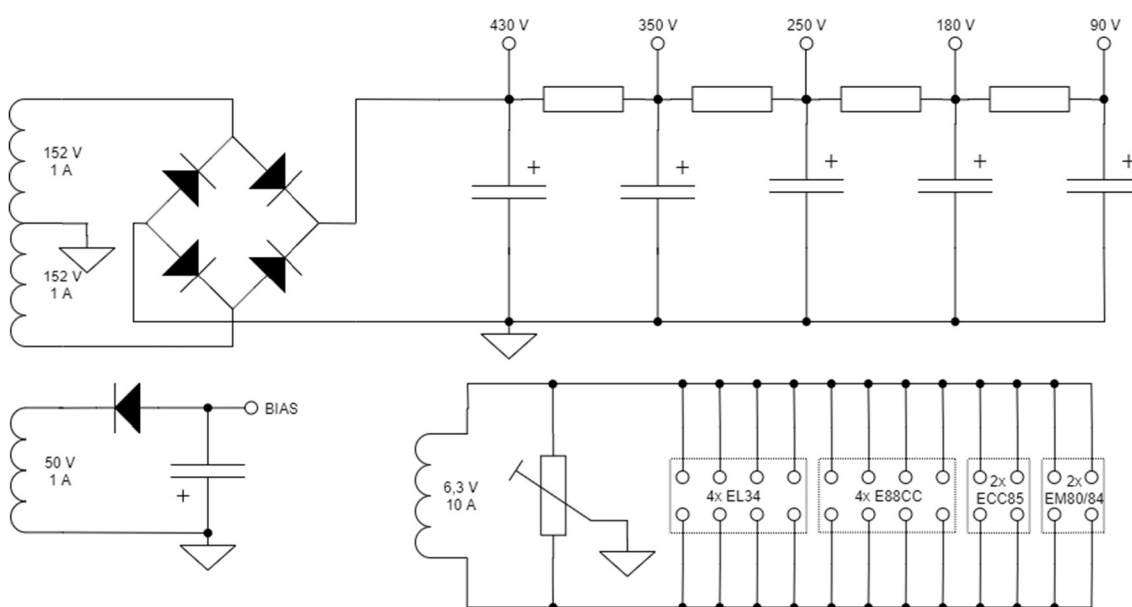 430 V
350 V
250 V
180 V
90 V
152 V
1 A
+
+
+
+
+
152 V
1 A
BIAS
50 V
1 A
+
6,3 V
10 A
4x EL34
4x E88CC
2x
ECC85
2x
EM80/84